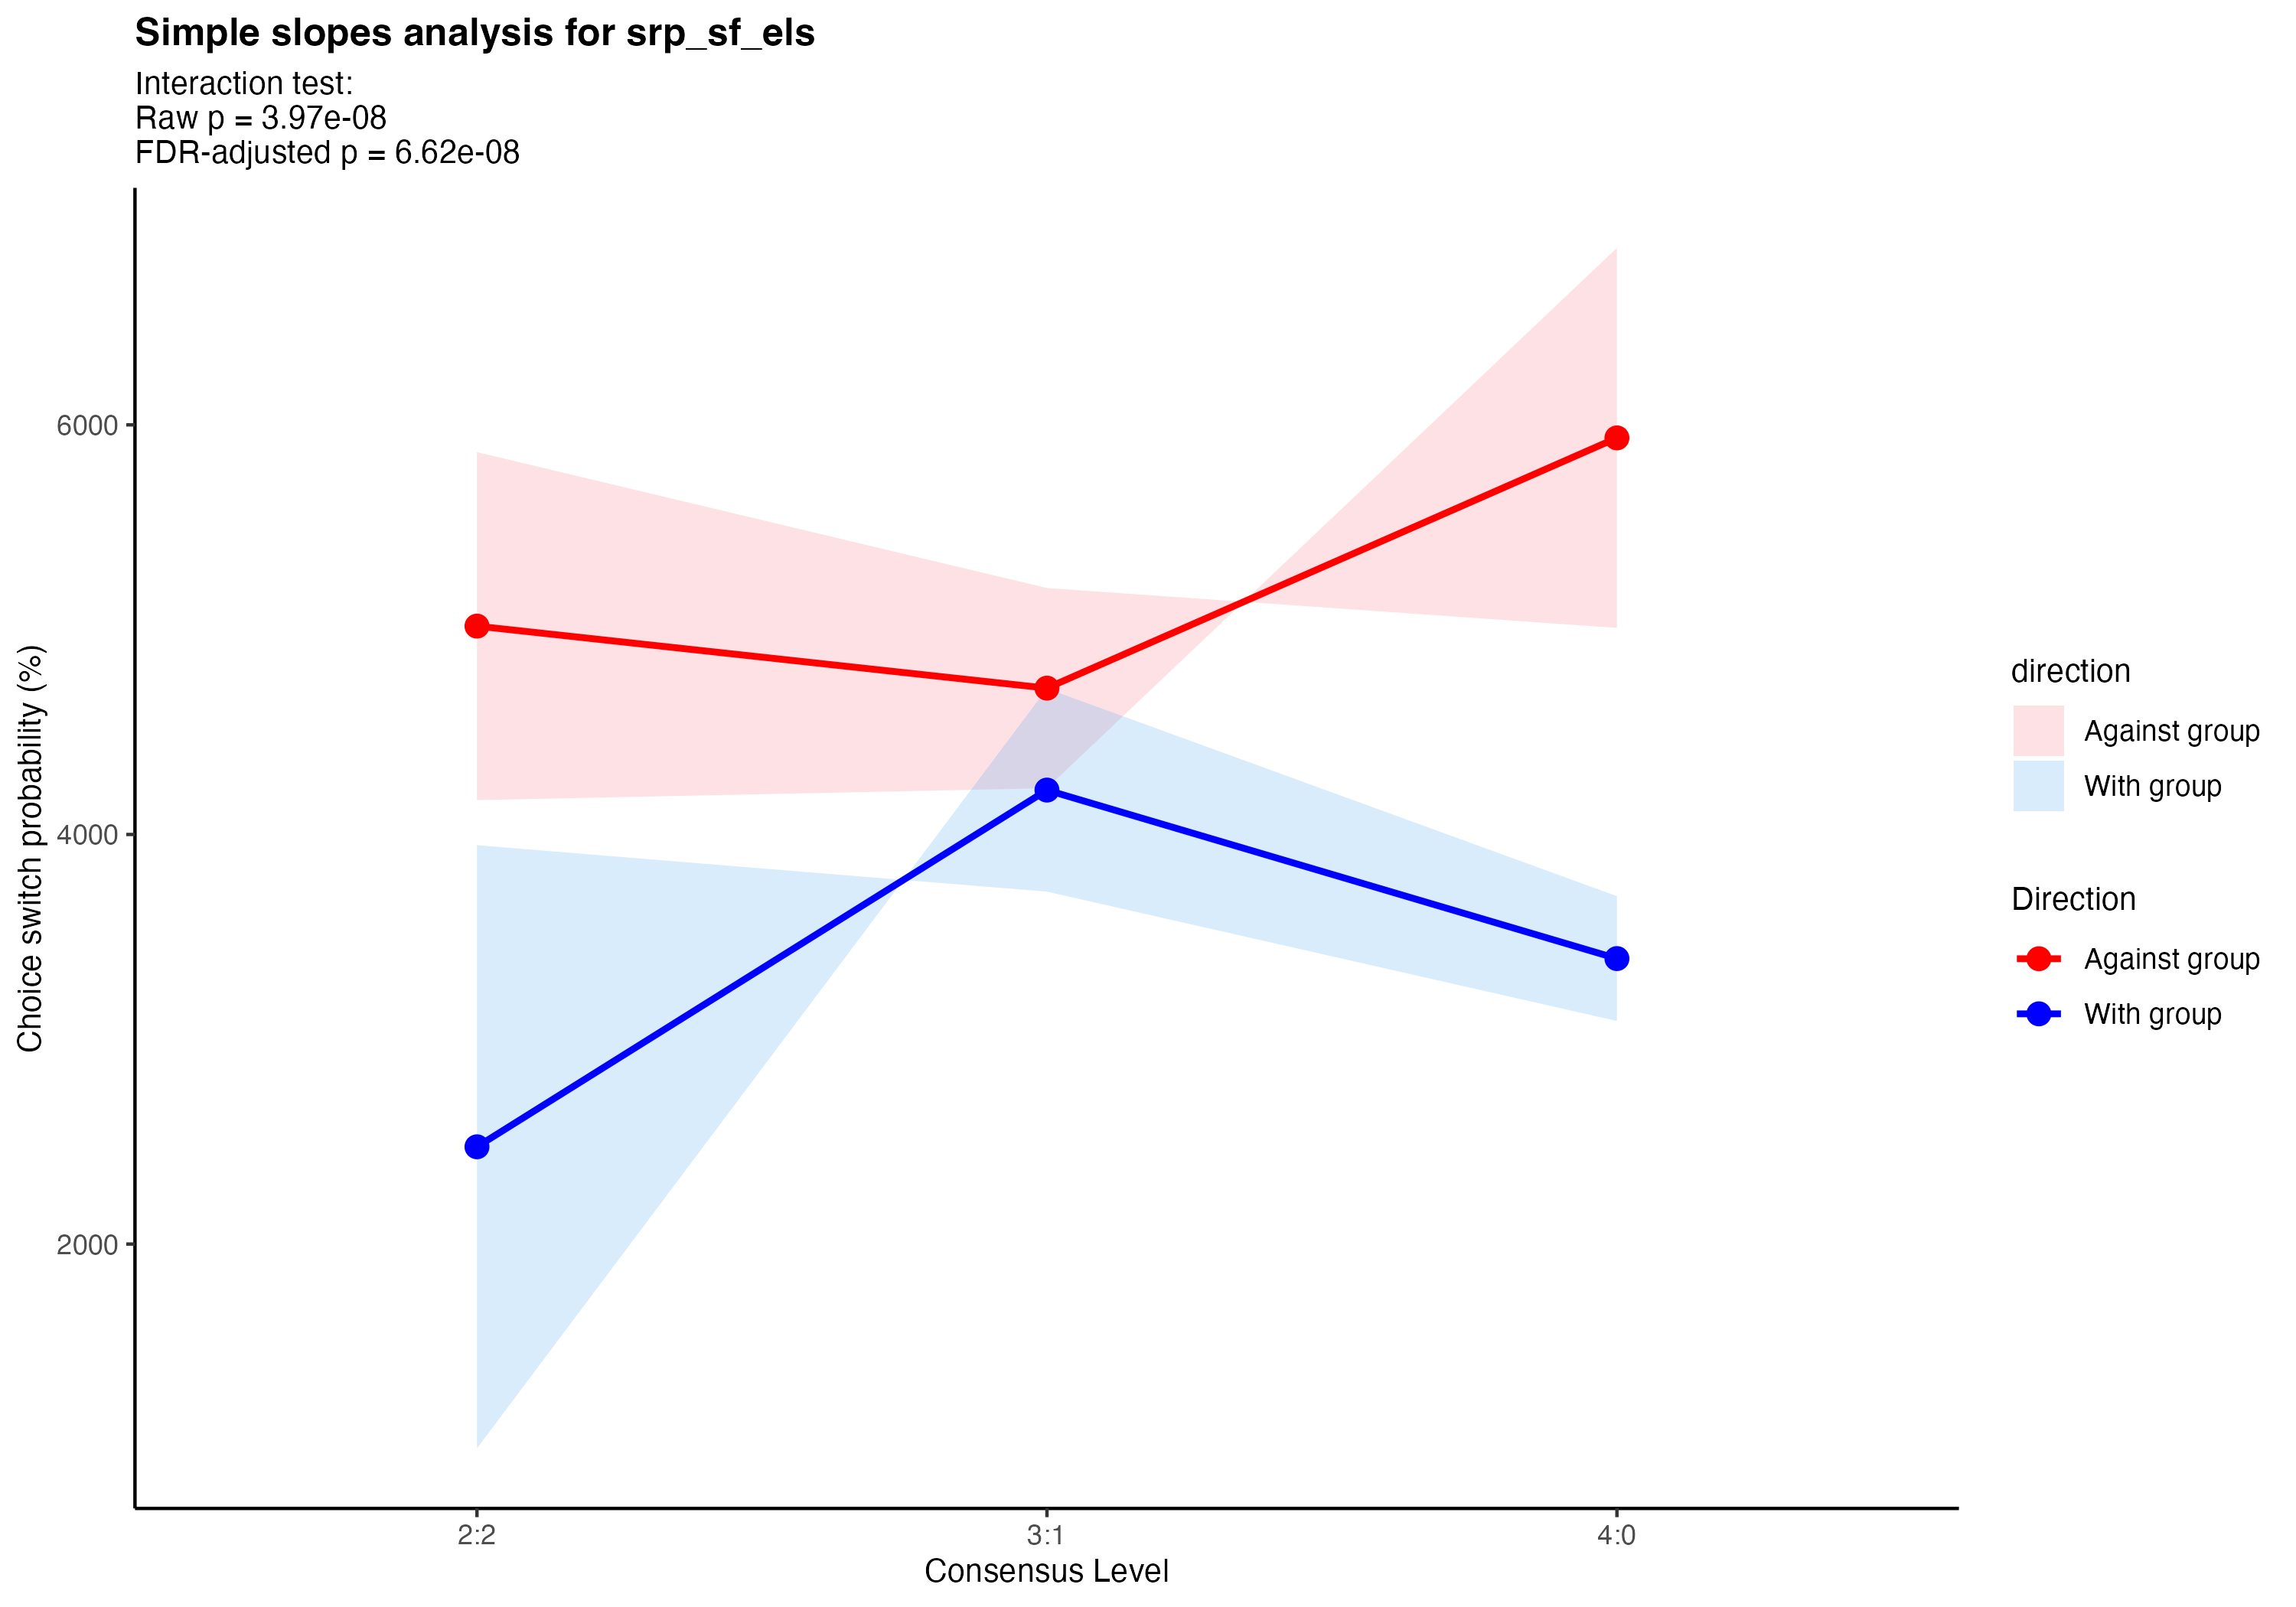 Simple slopes analysis for srp_sf_els
Interaction test:
Raw p = 3.97e-08
FDR-adjusted p = 6.62e-08
Choice switch probability (%)
6000
4000
2000
2:2
3:1
4:0
Consensus Level
direction
Against group
With group
Direction
Against group
With group